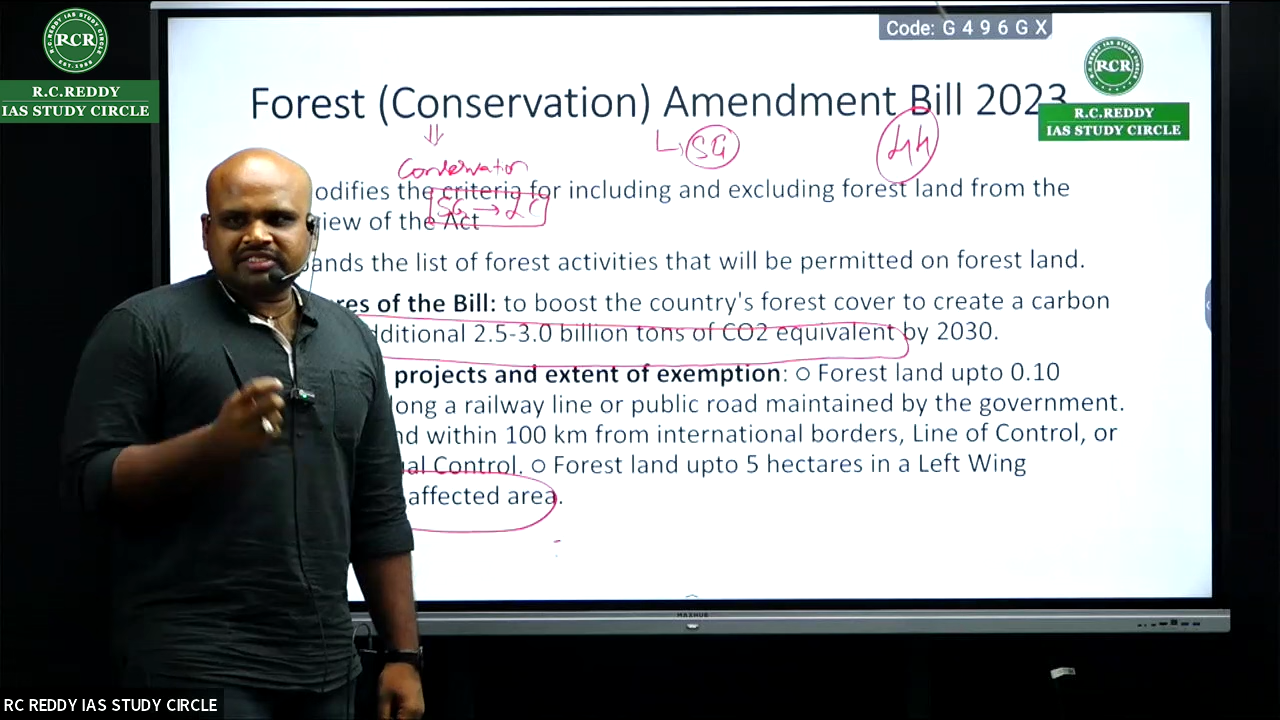 RCR
EST.1986
R.C.REDDY
IAS STUDY CIRCLE
Code: G 4 9 6 G X
RCR
R.C.REDDY
IAS STUDY CIRCLE
Forest (Conservation) Amendment Bill 2023
SG
Conservation
odifies the criteria for including and excluding forest land from the
SG → LC
iew of the Act
ands the list of forest activities that will be permitted on forest land.
res of the Bill: to boost the country's forest cover to create a carbon
dditional 2.5-3.0 billion tons of CO2 equivalent by 2030.
projects and extent of exemption: ○ Forest land upto 0.10
long a railway line or public road maintained by the government.
nd within 100 km from international borders, Line of Control, or
ual Control. ○ Forest land upto 5 hectares in a Left Wing
affected area.
MAXHUB
RC REDDY IAS STUDY CIRCLE